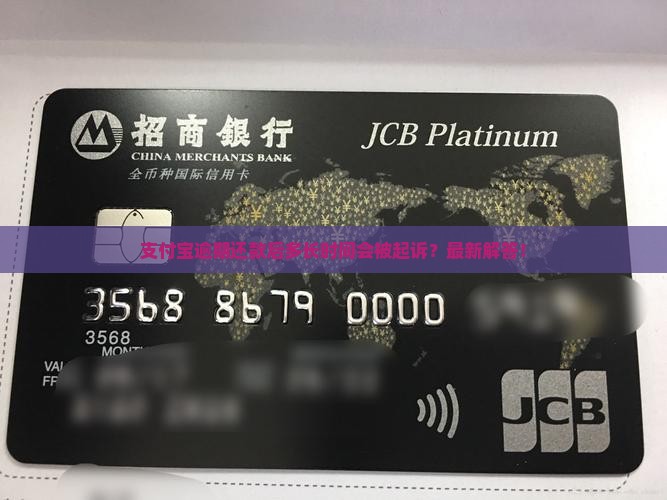 招商銀行
CHINA MERCHANTS BANK
全币种国际信用卡
JCB Platinum
支付宝逾期还款多长时间会被起诉？最新解答！
3568 8679 0000
3568
JCB